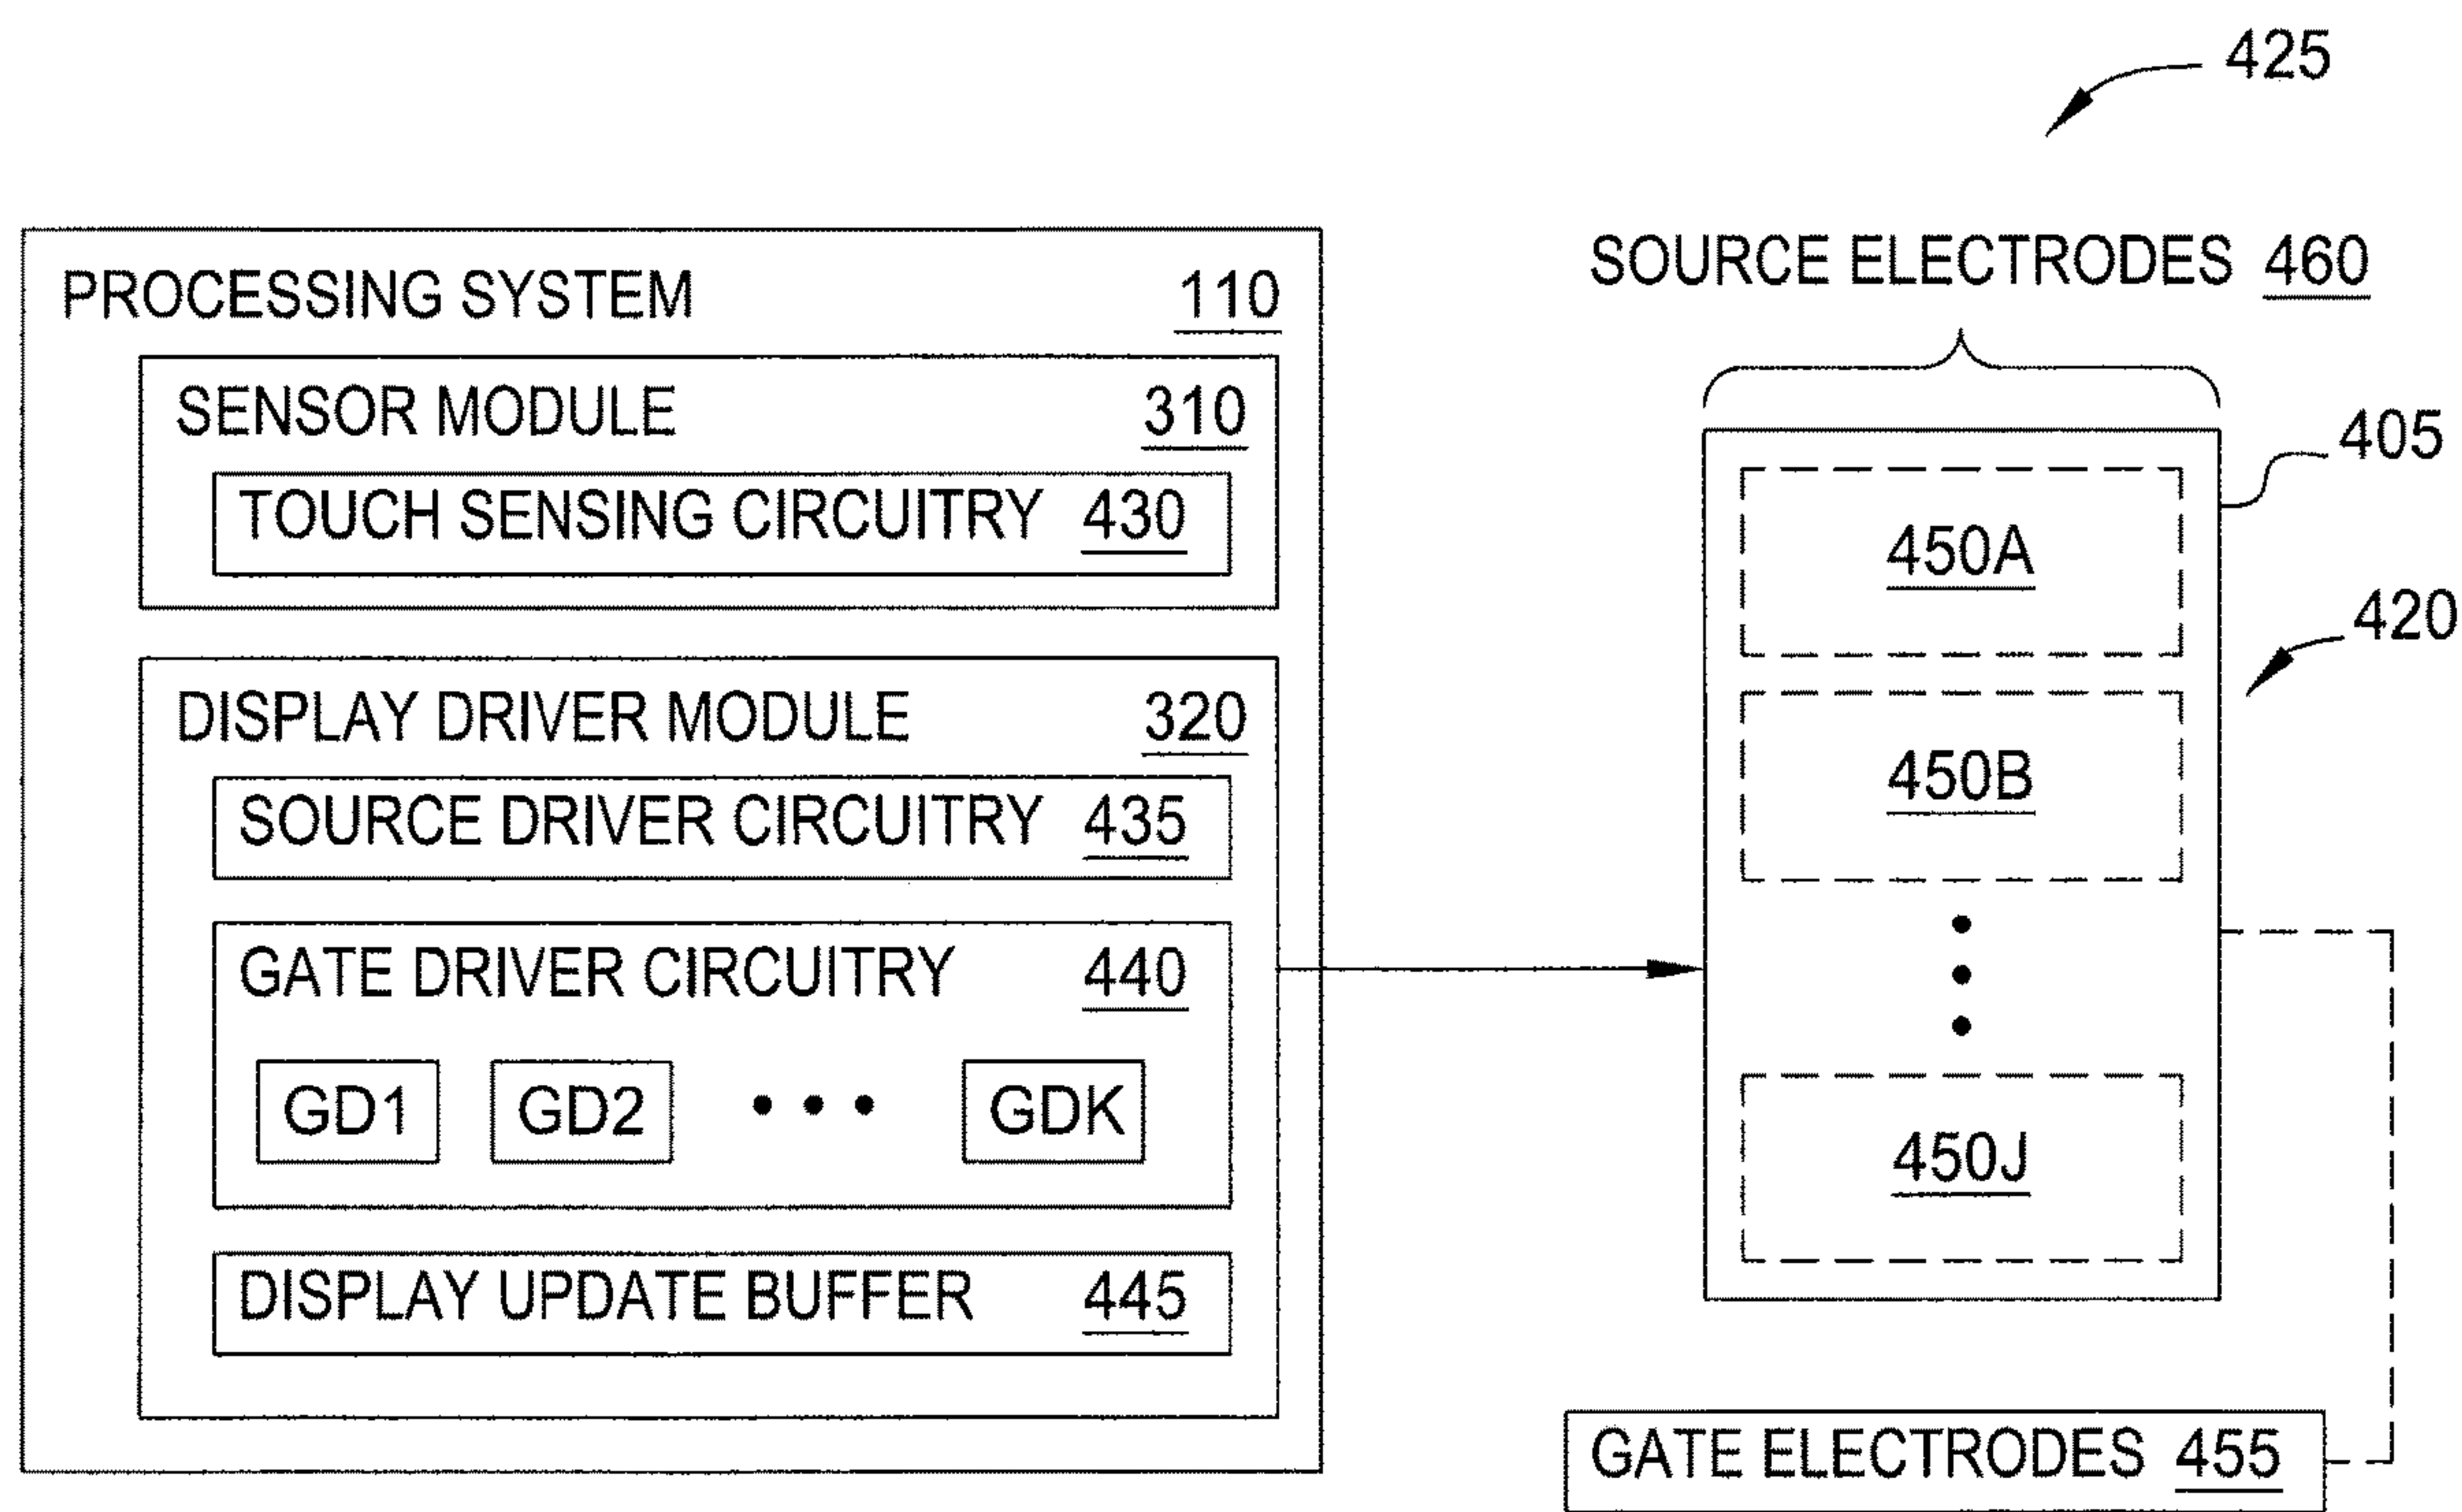 425
PROCESSING SYSTEM 110
SENSOR MODULE 310
TOUCH SENSING CIRCUITRY 430
DISPLAY DRIVER MODULE 320
SOURCE DRIVER CIRCUITRY 435
GATE DRIVER CIRCUITRY 440
GD1 GD2 • • • GDK
DISPLAY UPDATE BUFFER 445
SOURCE ELECTRODES 460
405
450A
420
450B
450J
GATE ELECTRODES 455